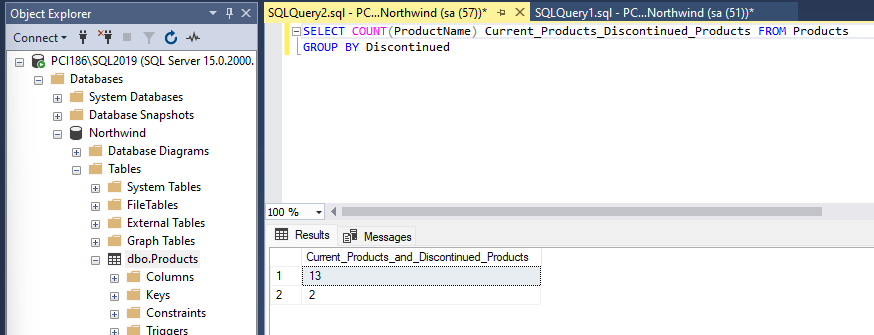 Object Explorer
Connect
PCI186\SQL2019 (SQL Server 15.0.2000.
Databases
System Databases
Database Snapshots
Northwind
Database Diagrams
Tables
System Tables
FileTables
External Tables
Graph Tables
dbo.Products
Columns
Keys
Constraints
Triggers
SQLQuery2.sql - PC...Northwind (sa (57))*
SQLQuery1.sql - PC...Northwind (sa (51))*
SELECT COUNT(ProductName) Current_Products_Discontinued_Products FROM Products
GROUP BY Discontinued
100 %
Results Messages
Current_Products_and_Discontinued_Products
1 13
2 2